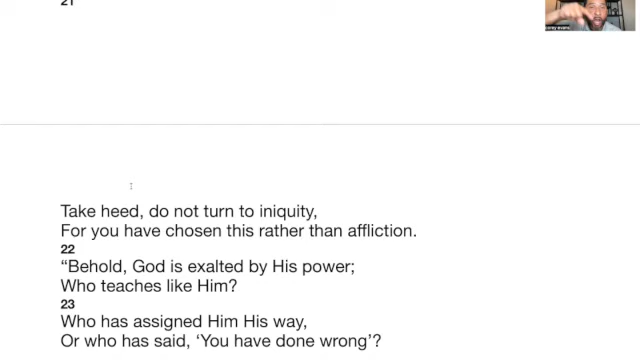 21
corey evans
Take heed, do not turn to iniquity,
For you have chosen this rather than affliction.
22
“Behold, God is exalted by His power;
Who teaches like Him?
23
Who has assigned Him His way,
Or who has said, ‘You have done wrong’?